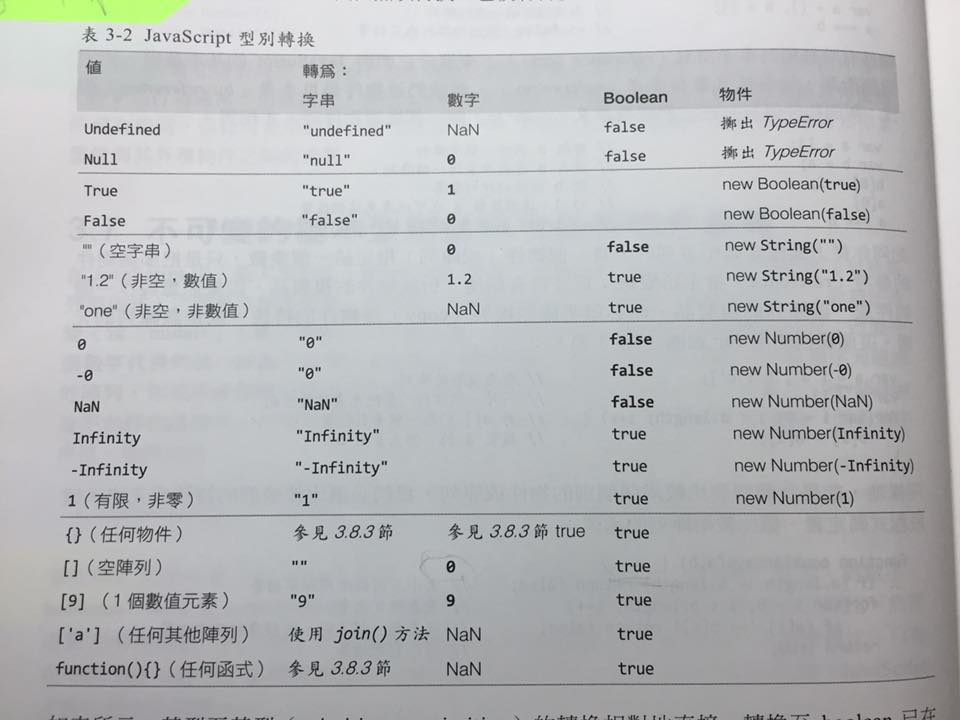 表 3-2 JavaScript 型別轉換
值 轉為：
字串 數字 Boolean 物件
Undefined "undefined" NaN false 擲出 TypeError
Null "null" 0 false 擲出 TypeError
True "true" 1 new Boolean(true)
False "false" 0 new Boolean(false)
""（空字串） 0 false new String("")
"1.2"（非空，數值） 1.2 true new String("1.2")
"one"（非空，非數值） NaN true new String("one")
0 "0" false new Number(0)
-0 "0" false new Number(-0)
NaN "NaN" false new Number(NaN)
Infinity "Infinity" true new Number(Infinity)
-Infinity "-Infinity" true new Number(-Infinity)
1（有限，非零） "1" true new Number(1)
{}（任何物件） 參見 3.8.3 節 參見 3.8.3 節 true true
[]（空陣列） "" 0 true
[9]（1 個數值元素） "9" 9 true
['a']（任何其他陣列） 使用 join() 方法 NaN true
function(){}（任何函式） 參見 3.8.3 節 NaN true